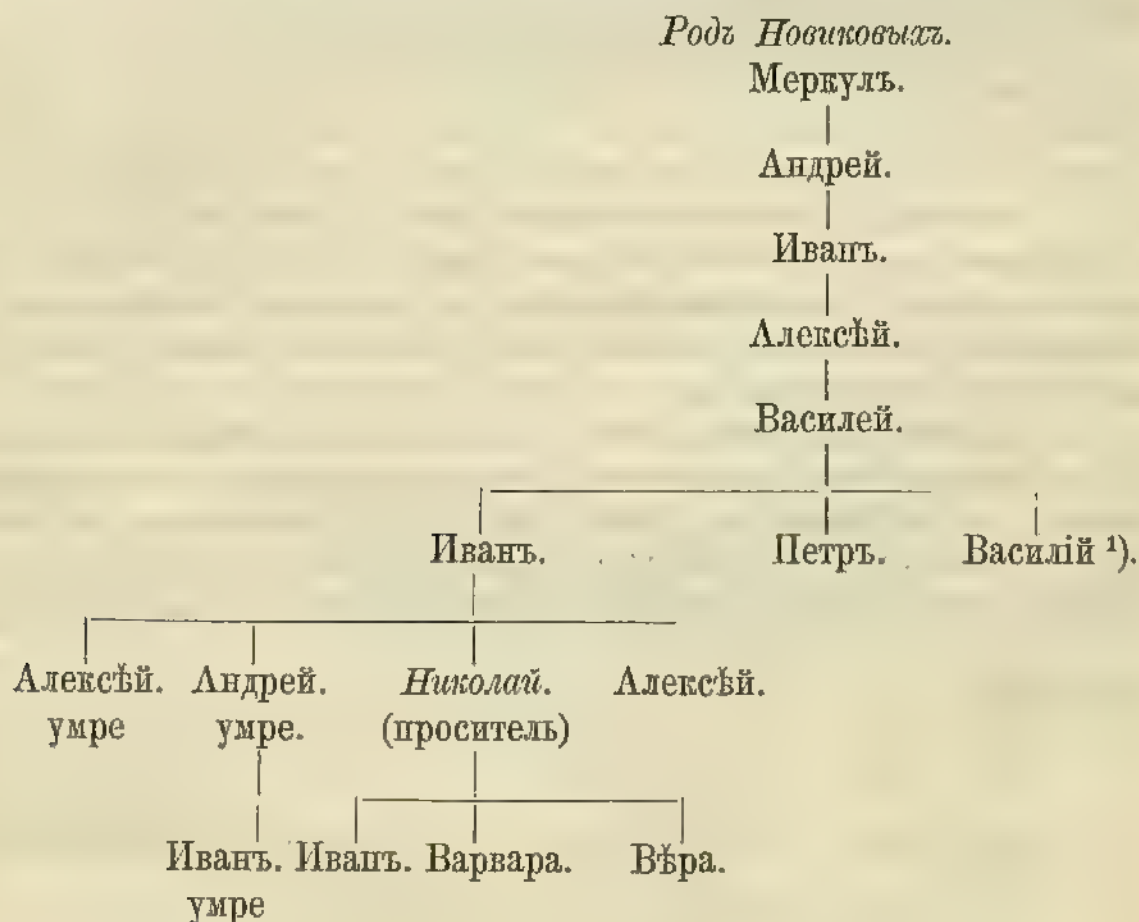 Родъ Новиковыхъ.
Меркулъ.
Андрей.
Иванъ.
Алексѣй.
Василей.
Иванъ. Петръ. Василій ¹).
Алексѣй. Андрей. Николай. Алексѣй.
умре умре. (проситель)
Иванъ. Иванъ. Варвара. Вѣра.
умре